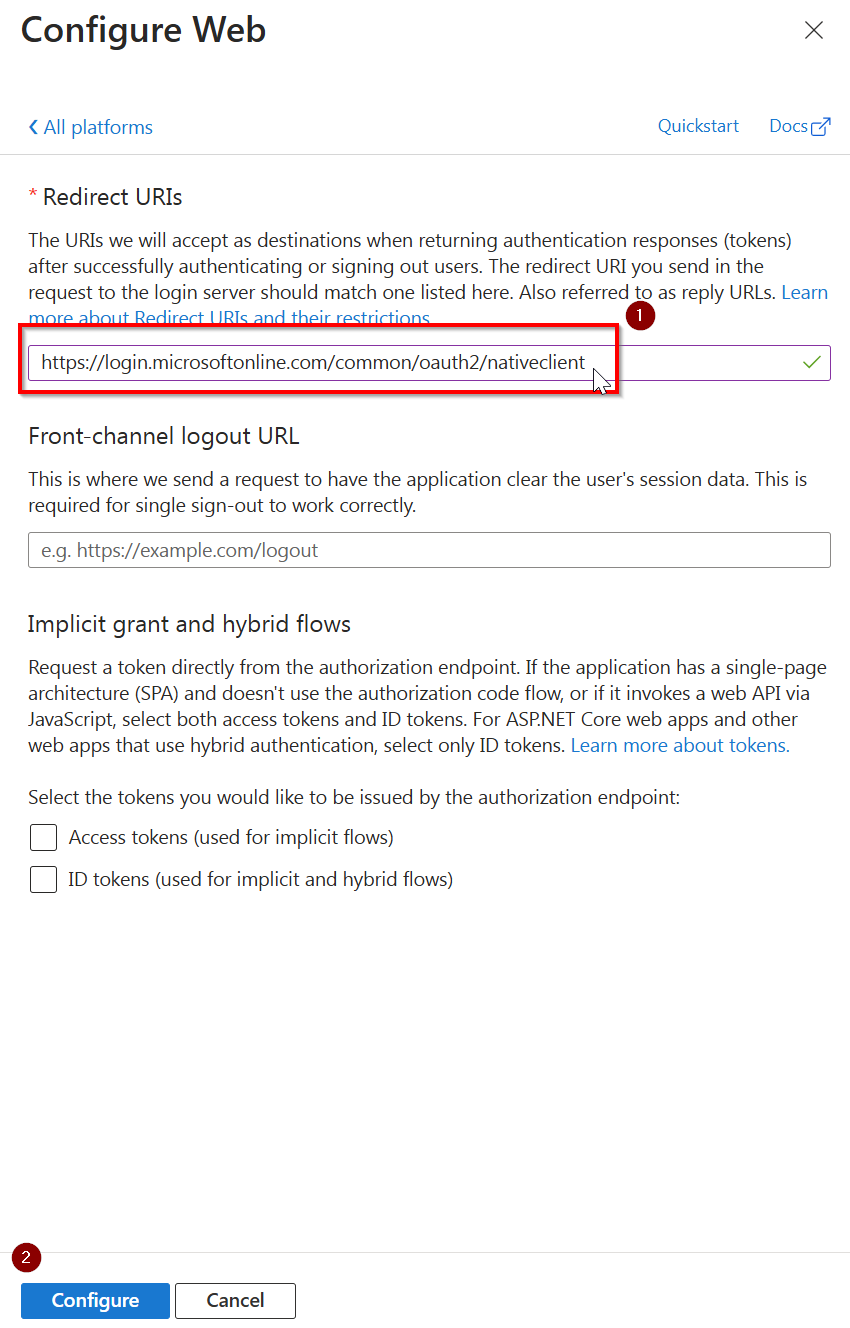 Configure Web
All platforms
Quickstart
Docs
* Redirect URIs
The URIs we will accept as destinations when returning authentication responses (tokens)
after successfully authenticating or signing out users. The redirect URI you send in the
request to the login server should match one listed here. Also referred to as reply URLs. Learn
more about Redirect URIs and their restrictions
1
https://login.microsoftonline.com/common/oauth2/nativeclient
Front-channel logout URL
This is where we send a request to have the application clear the user's session data. This is
required for single sign-out to work correctly.
e.g. https://example.com/logout
Implicit grant and hybrid flows
Request a token directly from the authorization endpoint. If the application has a single-page
architecture (SPA) and doesn't use the authorization code flow, or if it invokes a web API via
JavaScript, select both access tokens and ID tokens. For ASP.NET Core web apps and other
web apps that use hybrid authentication, select only ID tokens. Learn more about tokens.
Select the tokens you would like to be issued by the authorization endpoint:
Access tokens (used for implicit flows)
ID tokens (used for implicit and hybrid flows)
2
Configure
Cancel